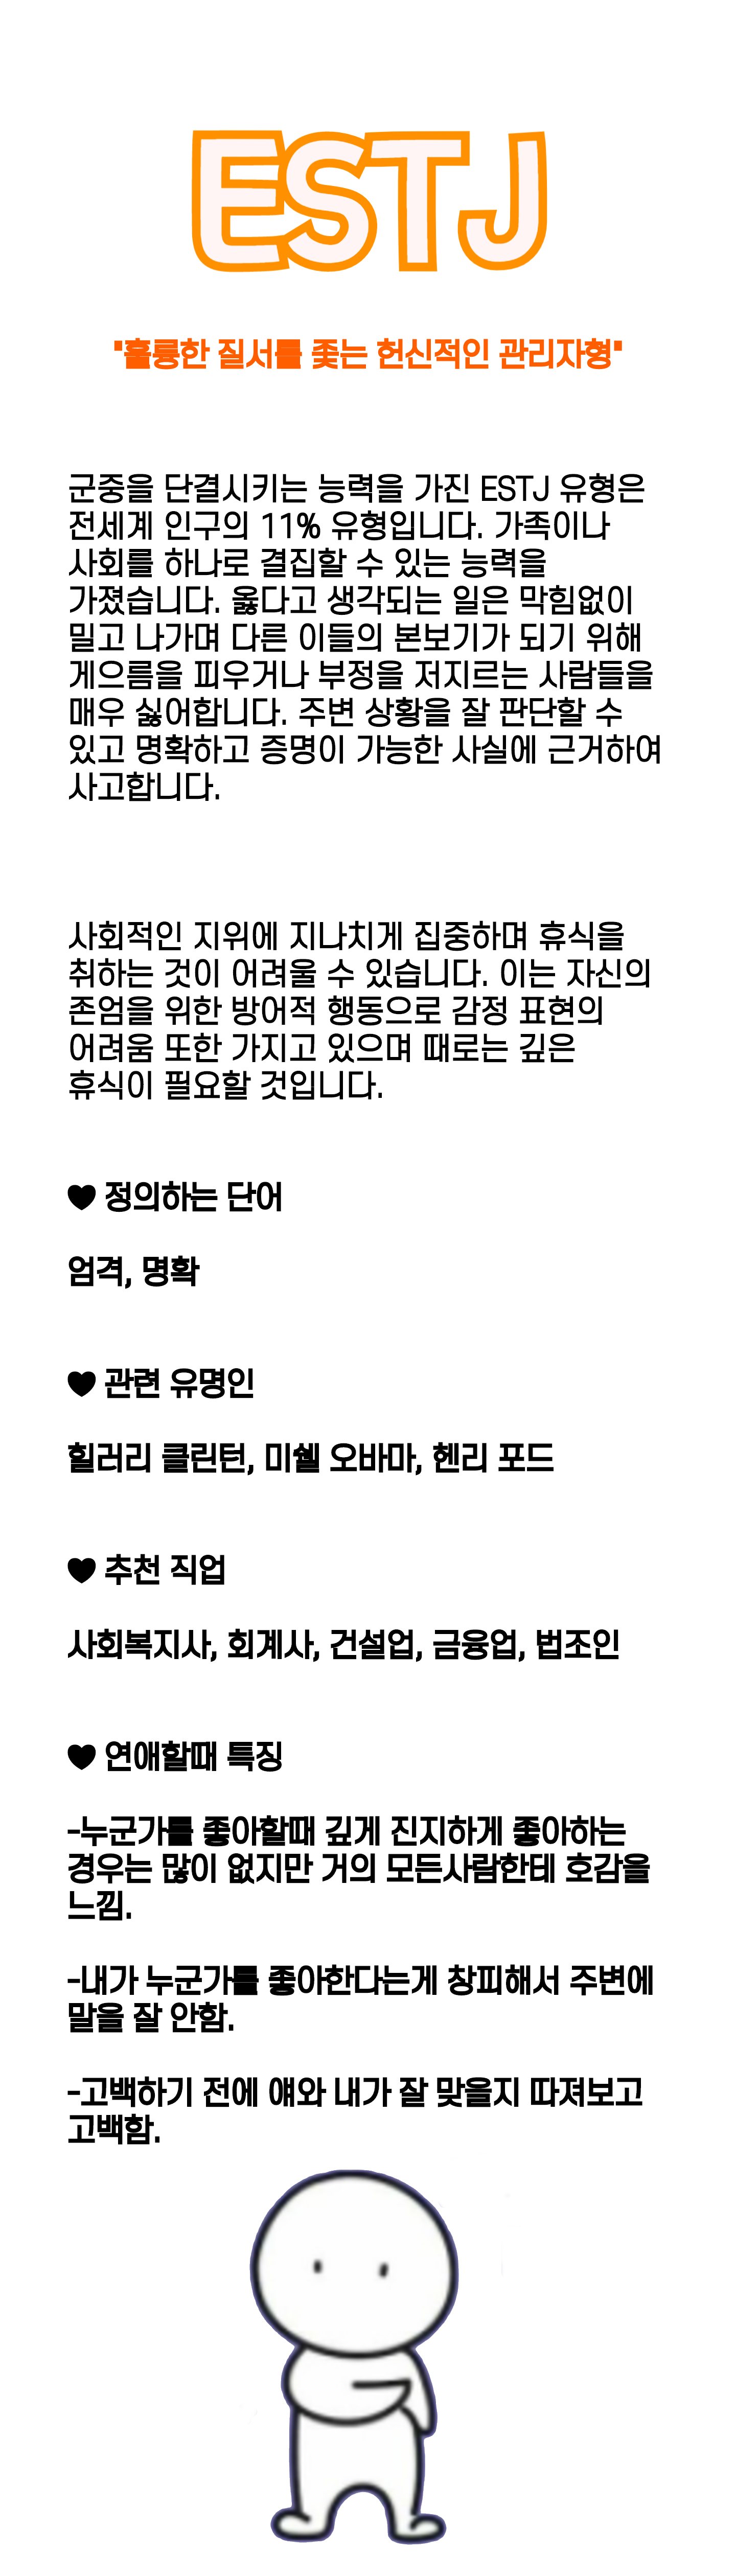 ESTJ
"훌륭한 질서를 좇는 헌신적인 관리자형"
군중을 단결시키는 능력을 가진 ESTJ 유형은
전세계 인구의 11% 유형입니다. 가족이나
사회를 하나로 결집할 수 있는 능력을
가졌습니다. 옳다고 생각되는 일은 막힘없이
밀고 나가며 다른 이들의 본보기가 되기 위해
게으름을 피우거나 부정을 저지르는 사람들을
매우 싫어합니다. 주변 상황을 잘 판단할 수
있고 명확하고 증명이 가능한 사실에 근거하여
사고합니다.
사회적인 지위에 지나치게 집중하며 휴식을
취하는 것이 어려울 수 있습니다. 이는 자신의
존엄을 위한 방어적 행동으로 감정 표현의
어려움 또한 가지고 있으며 때로는 깊은
휴식이 필요할 것입니다.
♥ 정의하는 단어
엄격, 명확
♥ 관련 유명인
힐러리 클린턴, 미쉘 오바마, 헨리 포드
♥ 추천 직업
사회복지사, 회계사, 건설업, 금융업, 법조인
♥ 연애할때 특징
-누군가를 좋아할때 깊게 진지하게 좋아하는
경우는 많이 없지만 거의 모든사람한테 호감을
느낌.
-내가 누군가를 좋아한다는게 창피해서 주변에
말을 잘 안함.
-고백하기 전에 얘와 내가 잘 맞을지 따져보고
고백함.